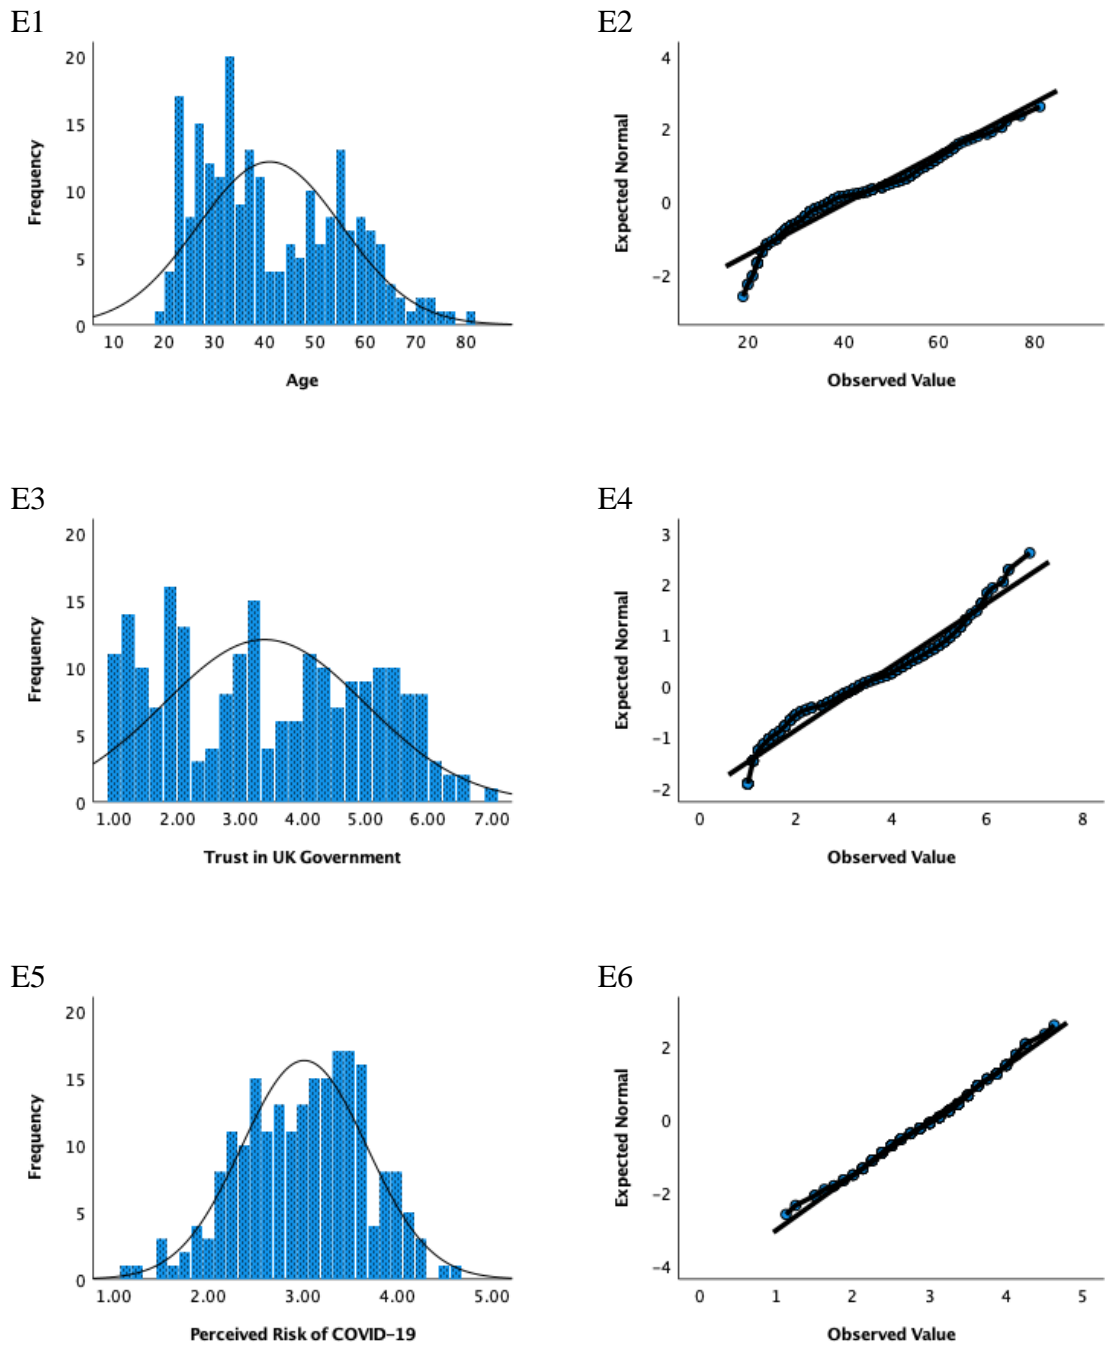 E1
E2
20
15
10
5
0
Frequency
10 20 30 40 50 60 70 80
Age
4
2
0
−2
Expected Normal
20 40 60 80
Observed Value
E3
E4
20
15
10
5
0
Frequency
1.00 2.00 3.00 4.00 5.00 6.00 7.00
Trust in UK Government
3
2
1
0
−1
−2
Expected Normal
0 2 4 6 8
Observed Value
E5
E6
20
15
10
5
0
Frequency
1.00 2.00 3.00 4.00 5.00
Perceived Risk of COVID−19
2
0
−2
−4
Expected Normal
0 1 2 3 4 5
Observed Value